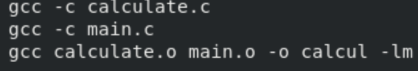 gcc -c calculate.c
gcc -c main.c
gcc calculate.o main.o -o calcul -lm